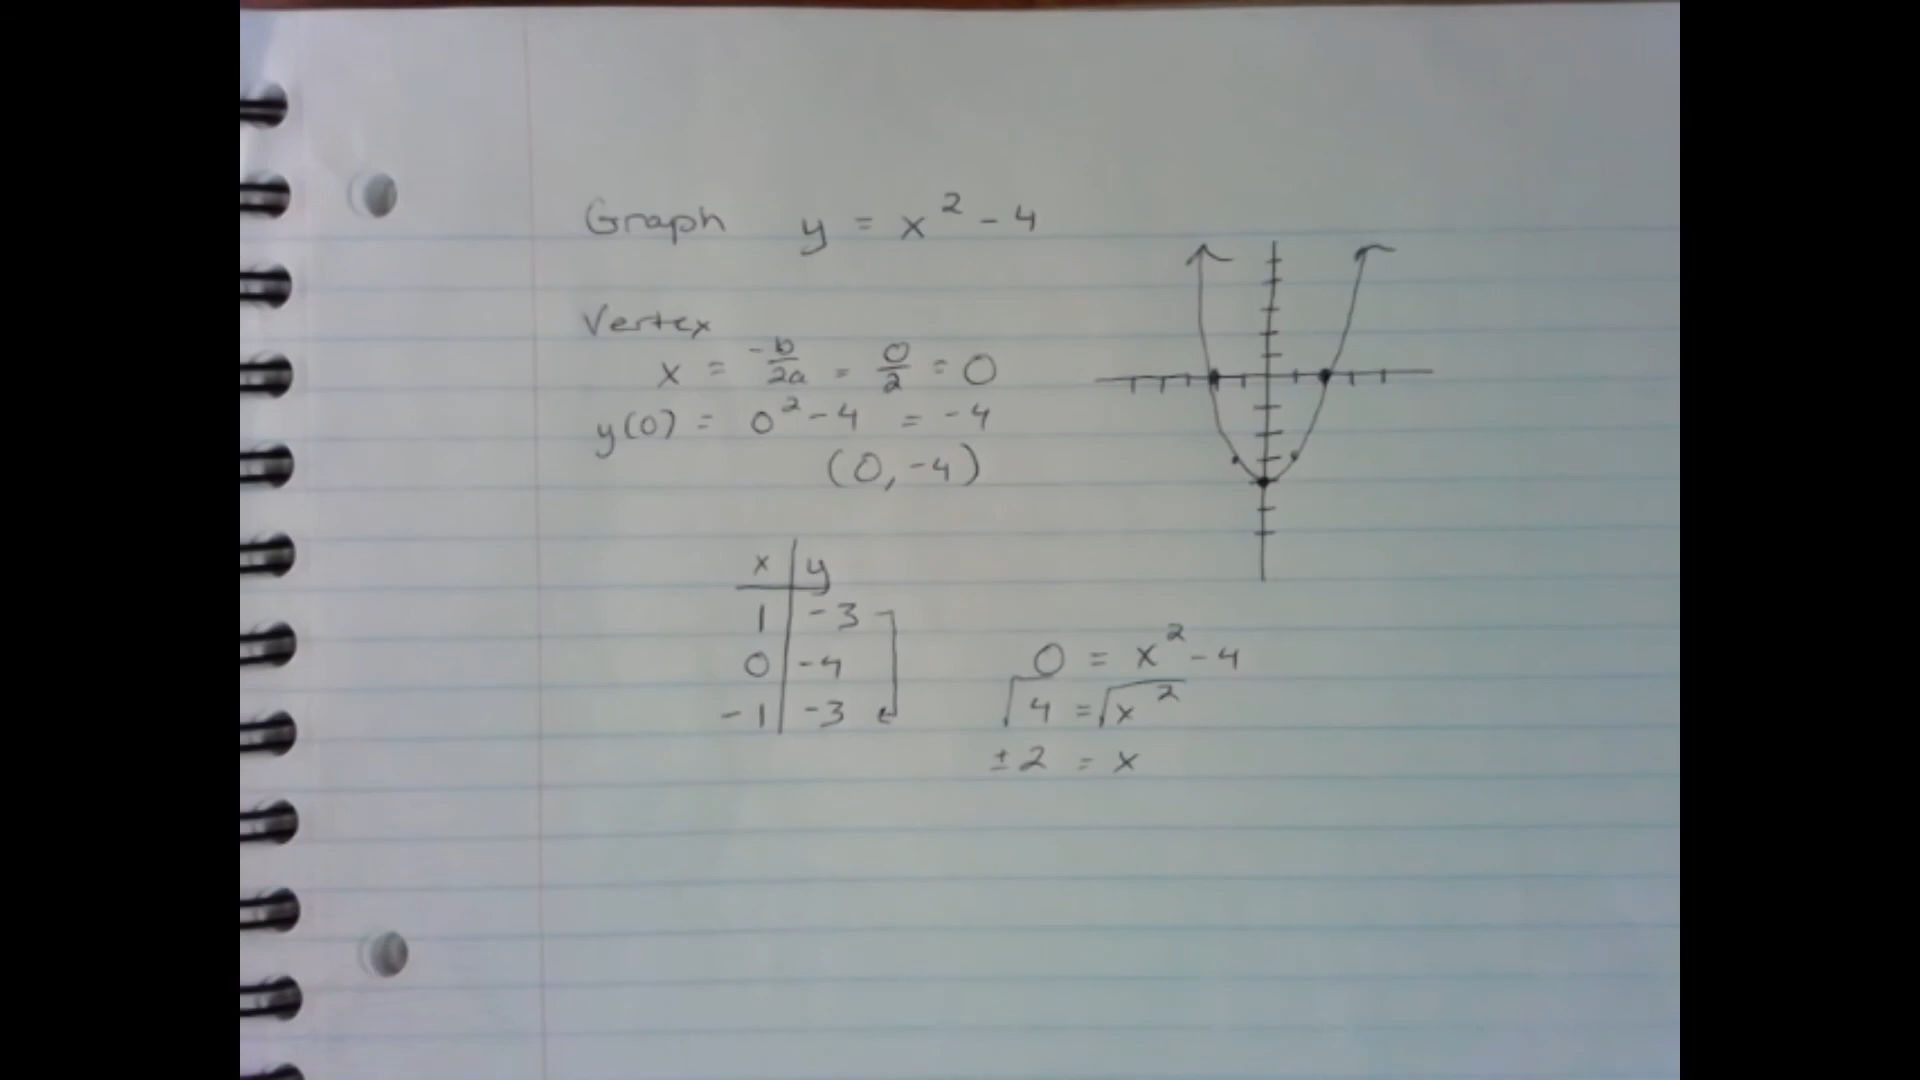 Graph y = x² - 4
Vertex
x = -b/2a = 0/2 = 0
y(0) = 0² - 4 = -4
(0, -4)
x | y
1 | -3
0 | -4
-1 | -3
0 = x² - 4
√4 = √x²
±2 = x